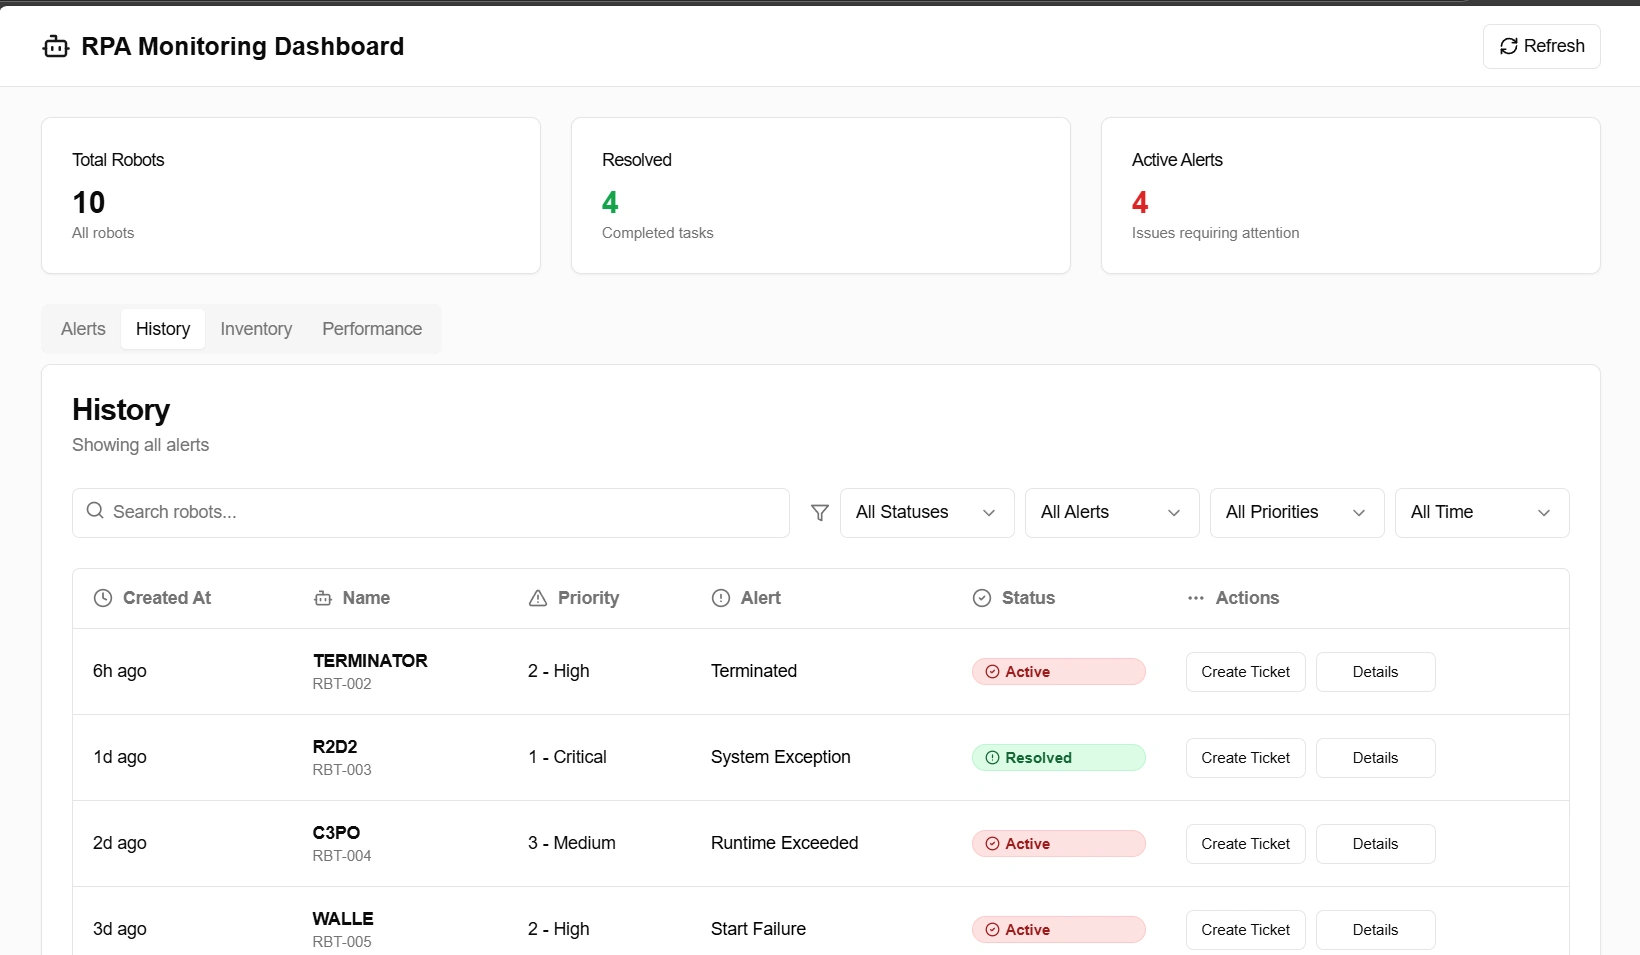 RPA Monitoring Dashboard
Refresh
Total Robots
10
All robots
Resolved
4
Completed tasks
Active Alerts
4
Issues requiring attention
Alerts History Inventory Performance
History
Showing all alerts
Search robots... All Statuses All Alerts All Priorities All Time
Created At Name Priority Alert Status Actions
6h ago TERMINATOR 2 - High Terminated Active Create Ticket Details
RBT-002
1d ago R2D2 1 - Critical System Exception Resolved Create Ticket Details
RBT-003
2d ago C3PO 3 - Medium Runtime Exceeded Active Create Ticket Details
RBT-004
3d ago WALLE 2 - High Start Failure Active Create Ticket Details
RBT-005